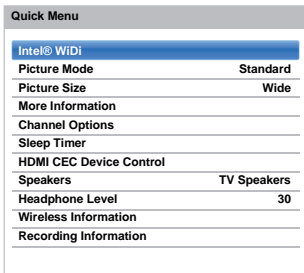 Quick Menu
Intel® WiDi
Picture Mode Standard
Picture Size Wide
More Information
Channel Options
Sleep Timer
HDMI CEC Device Control
Speakers TV Speakers
Headphone Level 30
Wireless Information
Recording Information